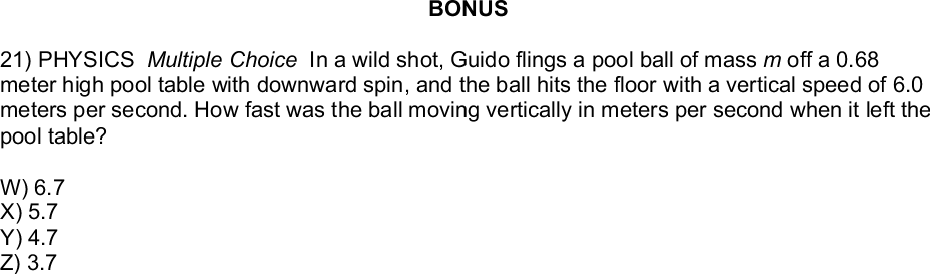 BONUS
21) PHYSICS Multiple Choice In a wild shot, Guido flings a pool ball of mass m off a 0.68
meter high pool table with downward spin, and the ball hits the floor with a vertical speed of 6.0
meters per second. How fast was the ball moving vertically in meters per second when it left the
pool table?
W) 6.7
X) 5.7
Y) 4.7
Z) 3.7